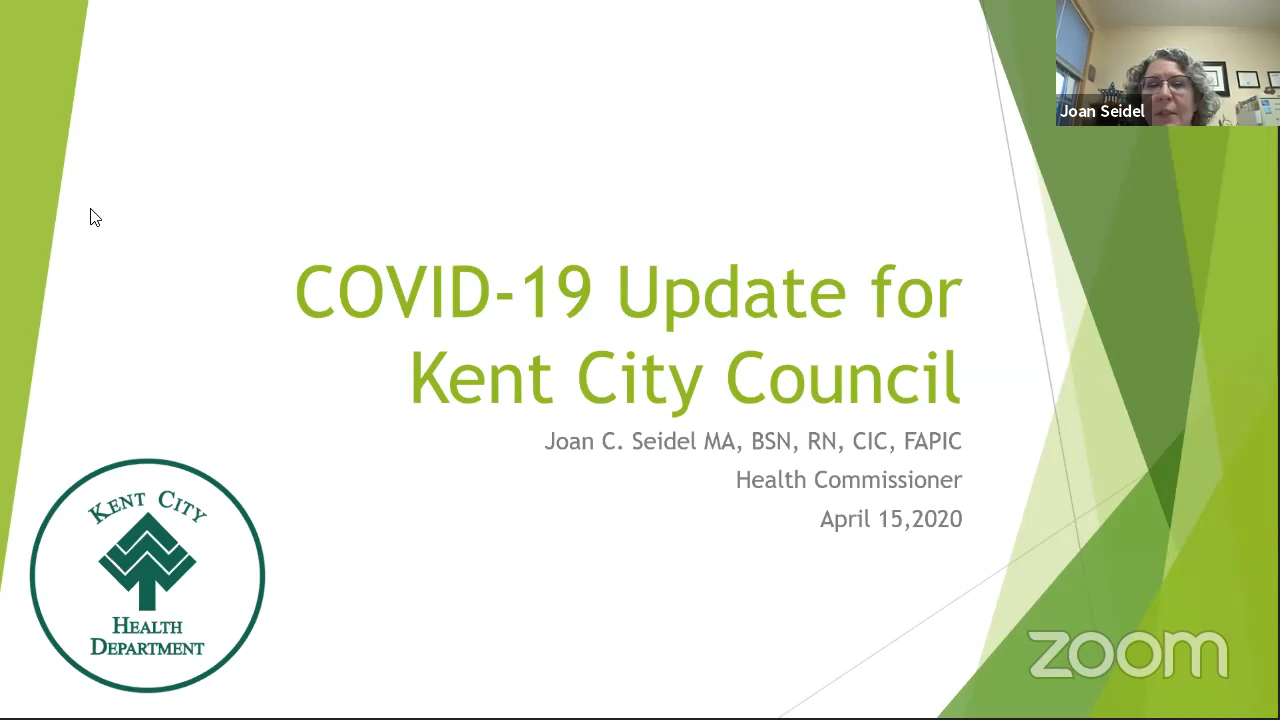 Joan Seidel
COVID-19 Update for
Kent City Council
Joan C. Seidel MA, BSN, RN, CIC, FAPIC
Health Commissioner
April 15,2020
KENT CITY
HEALTH
DEPARTMENT
zoom